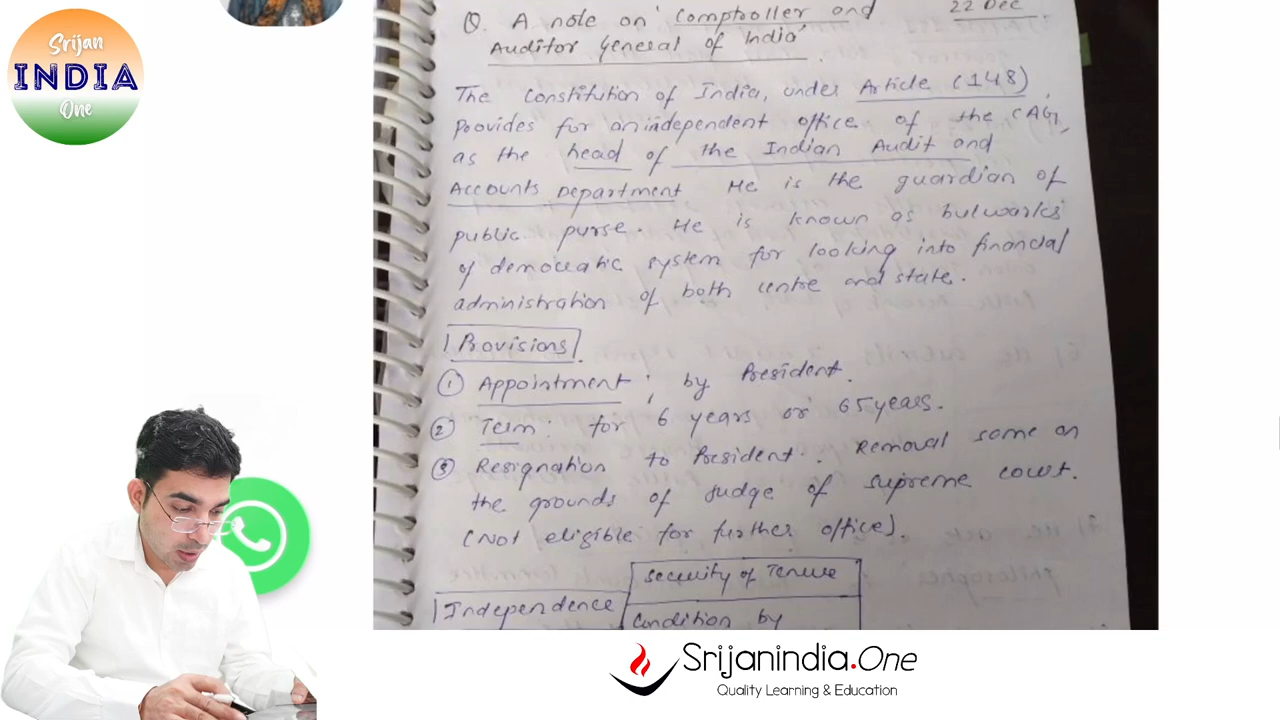 Srijan
INDIA
One
Q. A note on 'Comptroller and
Auditor General of India'
22 Dec
The Constitution of India, under Article (148),
Provides for an independent office of the CAG,
as the head of the Indian Audit and
Accounts Department He is the guardian of
public purse. He is known as bulwarks'
of democratic system for looking into financial
administration of both centre and state.
Provisions
1 Appointment; by President.
2 Term: for 6 years or 65 years.
3 Resignation to President. Removal same on
the grounds of Judge of supreme court.
(Not eligible for further office).
Independence
Security of Tenure
Condition by
Srijanindia.One
Quality Learning & Education